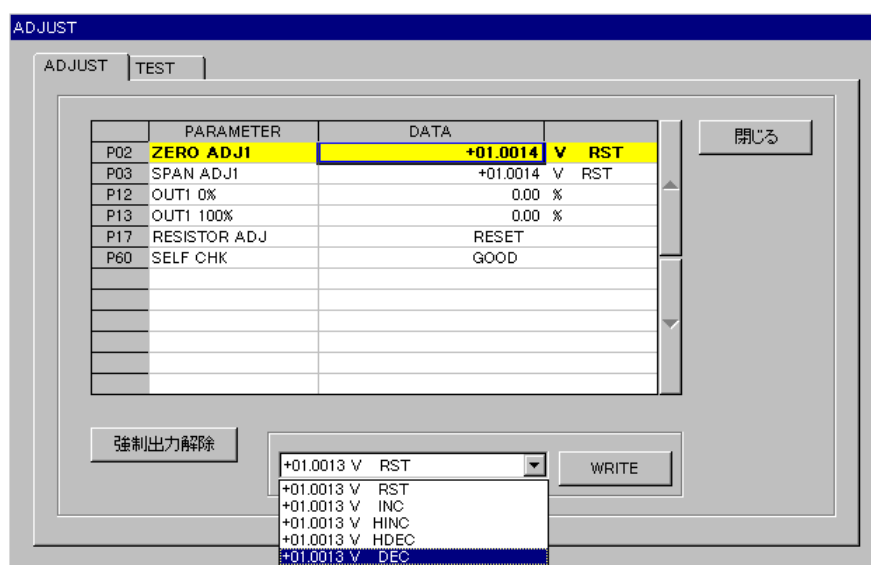 ADJUST
ADJUST TEST
PARAMETER DATA
P02 ZERO ADJ1 +01.0014 V RST
P03 SPAN ADJ1 +01.0014 V RST
P12 OUT1 0% 0.00 %
P13 OUT1 100% 0.00 %
P17 RESISTOR ADJ RESET
P60 SELF CHK GOOD
閉じる
強制出力解除
+01.0013 V RST
WRITE
+01.0013 V RST
+01.0013 V INC
+01.0013 V HINC
+01.0013 V HDEC
+01.0013 V DEC